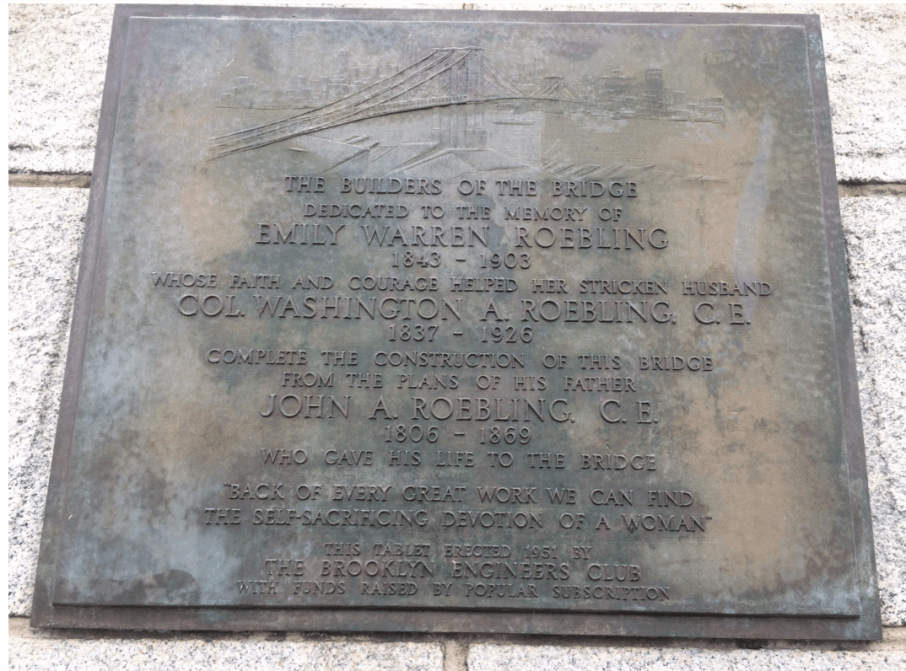 THE BUILDERS OF THE BRIDGE
DEDICATED TO THE MEMORY OF
EMILY WARREN ROEBLING
1843 - 1903
WHOSE FAITH AND COURAGE HELPED HER STRICKEN HUSBAND
COL. WASHINGTON A. ROEBLING, C.E.
1837 - 1926
COMPLETE THE CONSTRUCTION OF THIS BRIDGE
FROM THE PLANS OF HIS FATHER
JOHN A. ROEBLING, C.E.
1806 - 1869
WHO GAVE HIS LIFE TO THE BRIDGE
"BACK OF EVERY GREAT WORK WE CAN FIND
THE SELF-SACRIFICING DEVOTION OF A WOMAN"
THIS TABLET ERECTED 1951 BY
THE BROOKLYN ENGINEERS CLUB
WITH FUNDS RAISED BY POPULAR SUBSCRIPTION